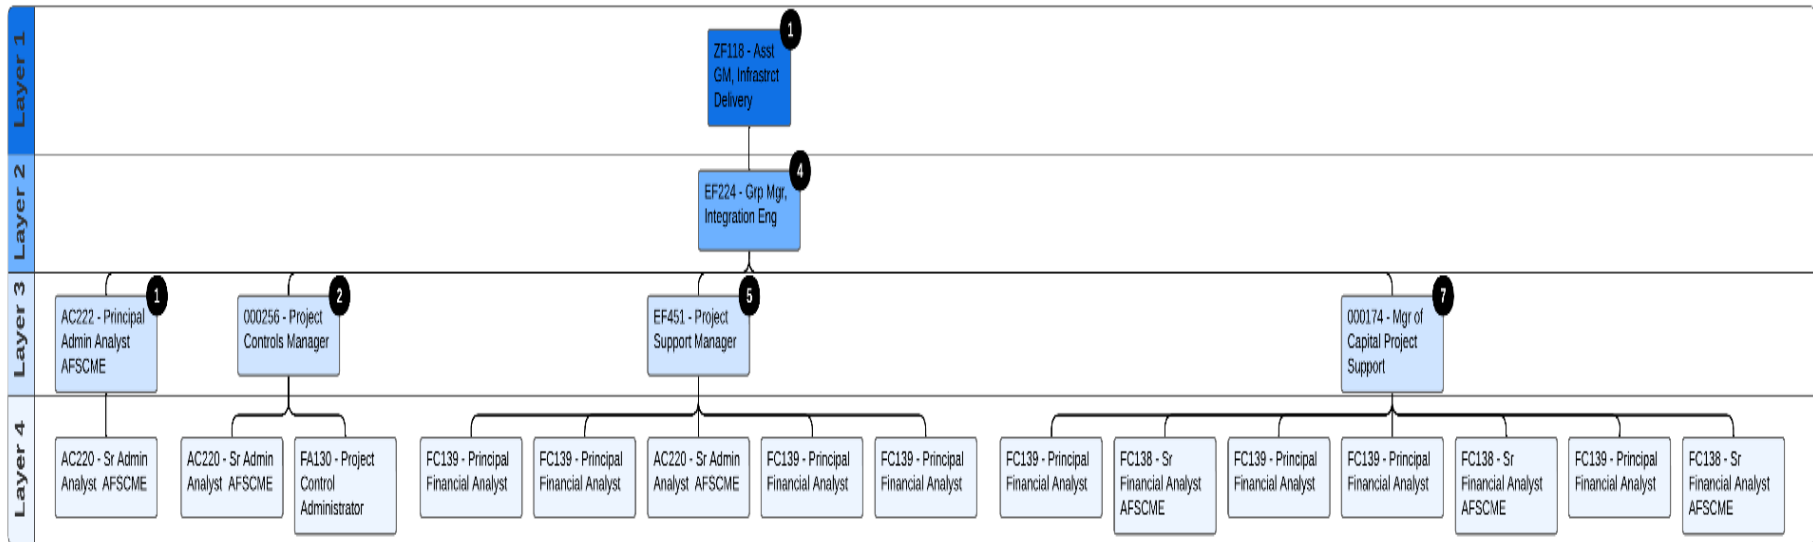 Layer 1
1
ZF118 - Asst
GM, Infrastrct
Delivery
Layer 2
4
EF224 - Grp Mgr,
Integration Eng
Layer 3
1
AC222 - Principal
Admin Analyst
AFSCME
2
000256 - Project
Controls Manager
5
EF451 - Project
Support Manager
7
000174 - Mgr of
Capital Project
Support
Layer 4
AC220 - Sr Admin
Analyst AFSCME
AC220 - Sr Admin
Analyst AFSCME
FA130 - Project
Control
Administrator
FC139 - Principal
Financial Analyst
FC139 - Principal
Financial Analyst
AC220 - Sr Admin
Analyst AFSCME
FC139 - Principal
Financial Analyst
FC139 - Principal
Financial Analyst
FC139 - Principal
Financial Analyst
FC138 - Sr
Financial Analyst
AFSCME
FC139 - Principal
Financial Analyst
FC139 - Principal
Financial Analyst
FC138 - Sr
Financial Analyst
AFSCME
FC139 - Principal
Financial Analyst
FC138 - Sr
Financial Analyst
AFSCME